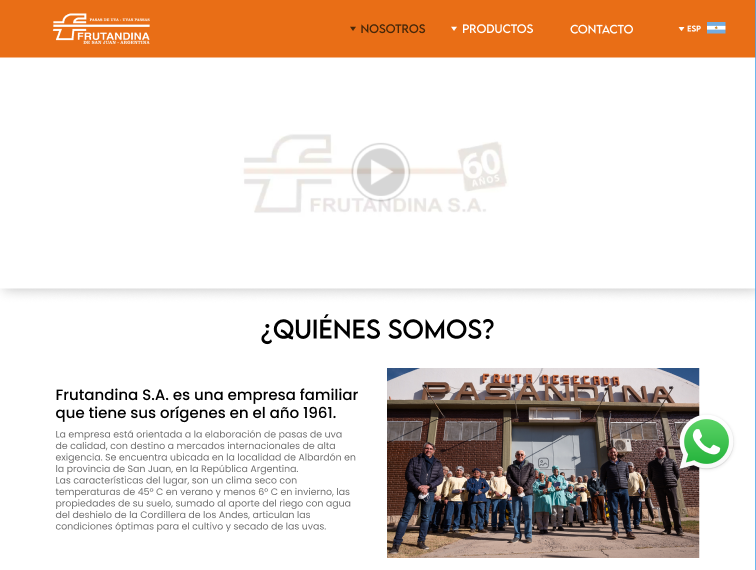 PASAS DE UVA - UVAS PASSAS
FRUTANDINA
DE SAN JUAN - ARGENTINA
NOSOTROS
PRODUCTOS
CONTACTO
ESP
60
AÑOS
FRUTANDINA S.A.
¿QUIÉNES SOMOS?
Frutandina S.A. es una empresa familiar
que tiene sus orígenes en el año 1961.
La empresa está orientada a la elaboración de pasas de uva
de calidad, con destino a mercados internacionales de alta
exigencia. Se encuentra ubicada en la localidad de Albardón en
la provincia de San Juan, en la República Argentina.
Las características del lugar, son un clima seco con
temperaturas de 45º C en verano y menos 6º C en invierno, las
propiedades de su suelo, sumado al aporte del riego con agua
del deshielo de la Cordillera de los Andes, articulan las
condiciones óptimas para el cultivo y secado de las uvas.
FRUTA DESECADA
PASANDINA